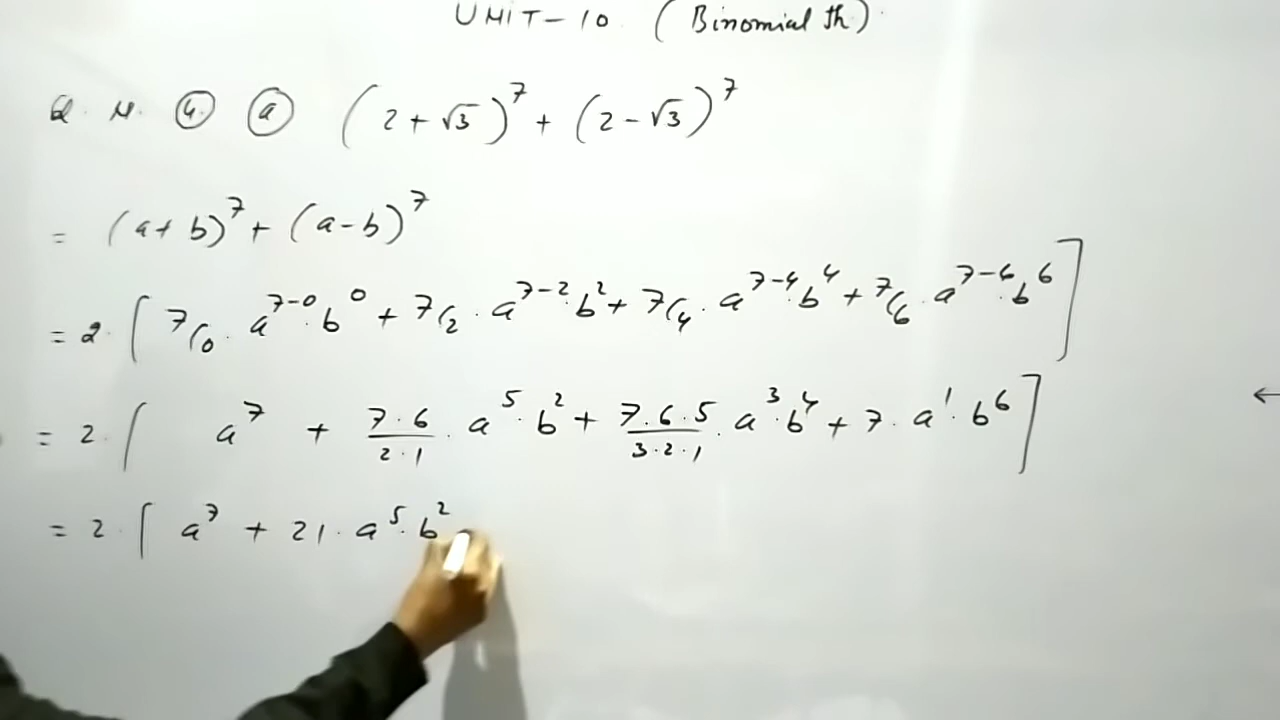 UNIT-10 (Binomial th)
Q. N. (4.) (a) (2+√3)^7 + (2-√3)^7
= (a+b)^7 + (a-b)^7
= 2·[ 7C0· a^7-0· b^0 + 7C2 · a^7-2· b^2 + 7C4 · a^7-4· b^4 + 7C6 · a^7-6· b^6 ]
= 2·[ a^7 + 7·6/2·1 · a^5· b^2 + 7·6·5/3·2·1 · a^3· b^4 + 7· a^1· b^6 ] ←
= 2·[ a^7 + 21· a^5· b^2